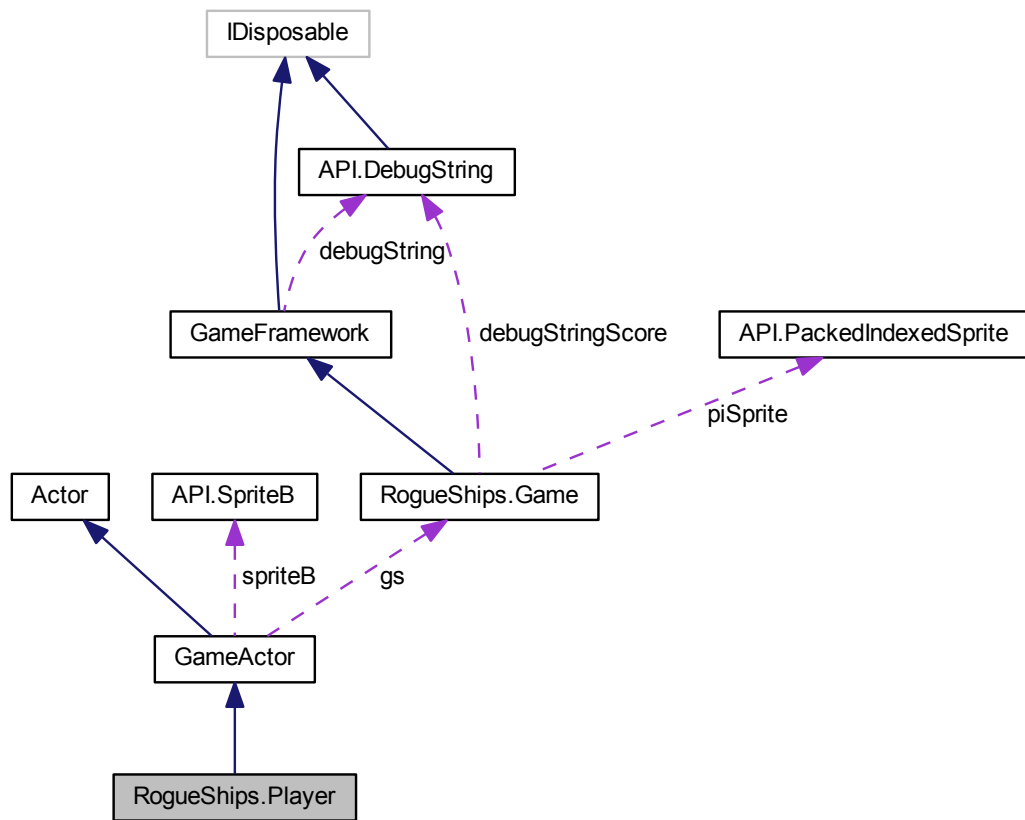 IDisposable
API.DebugString
debugString
GameFramework
debugStringScore
API.PackedIndexedSprite
piSprite
Actor
API.SpriteB
RogueShips.Game
spriteB
gs
GameActor
RogueShips.Player